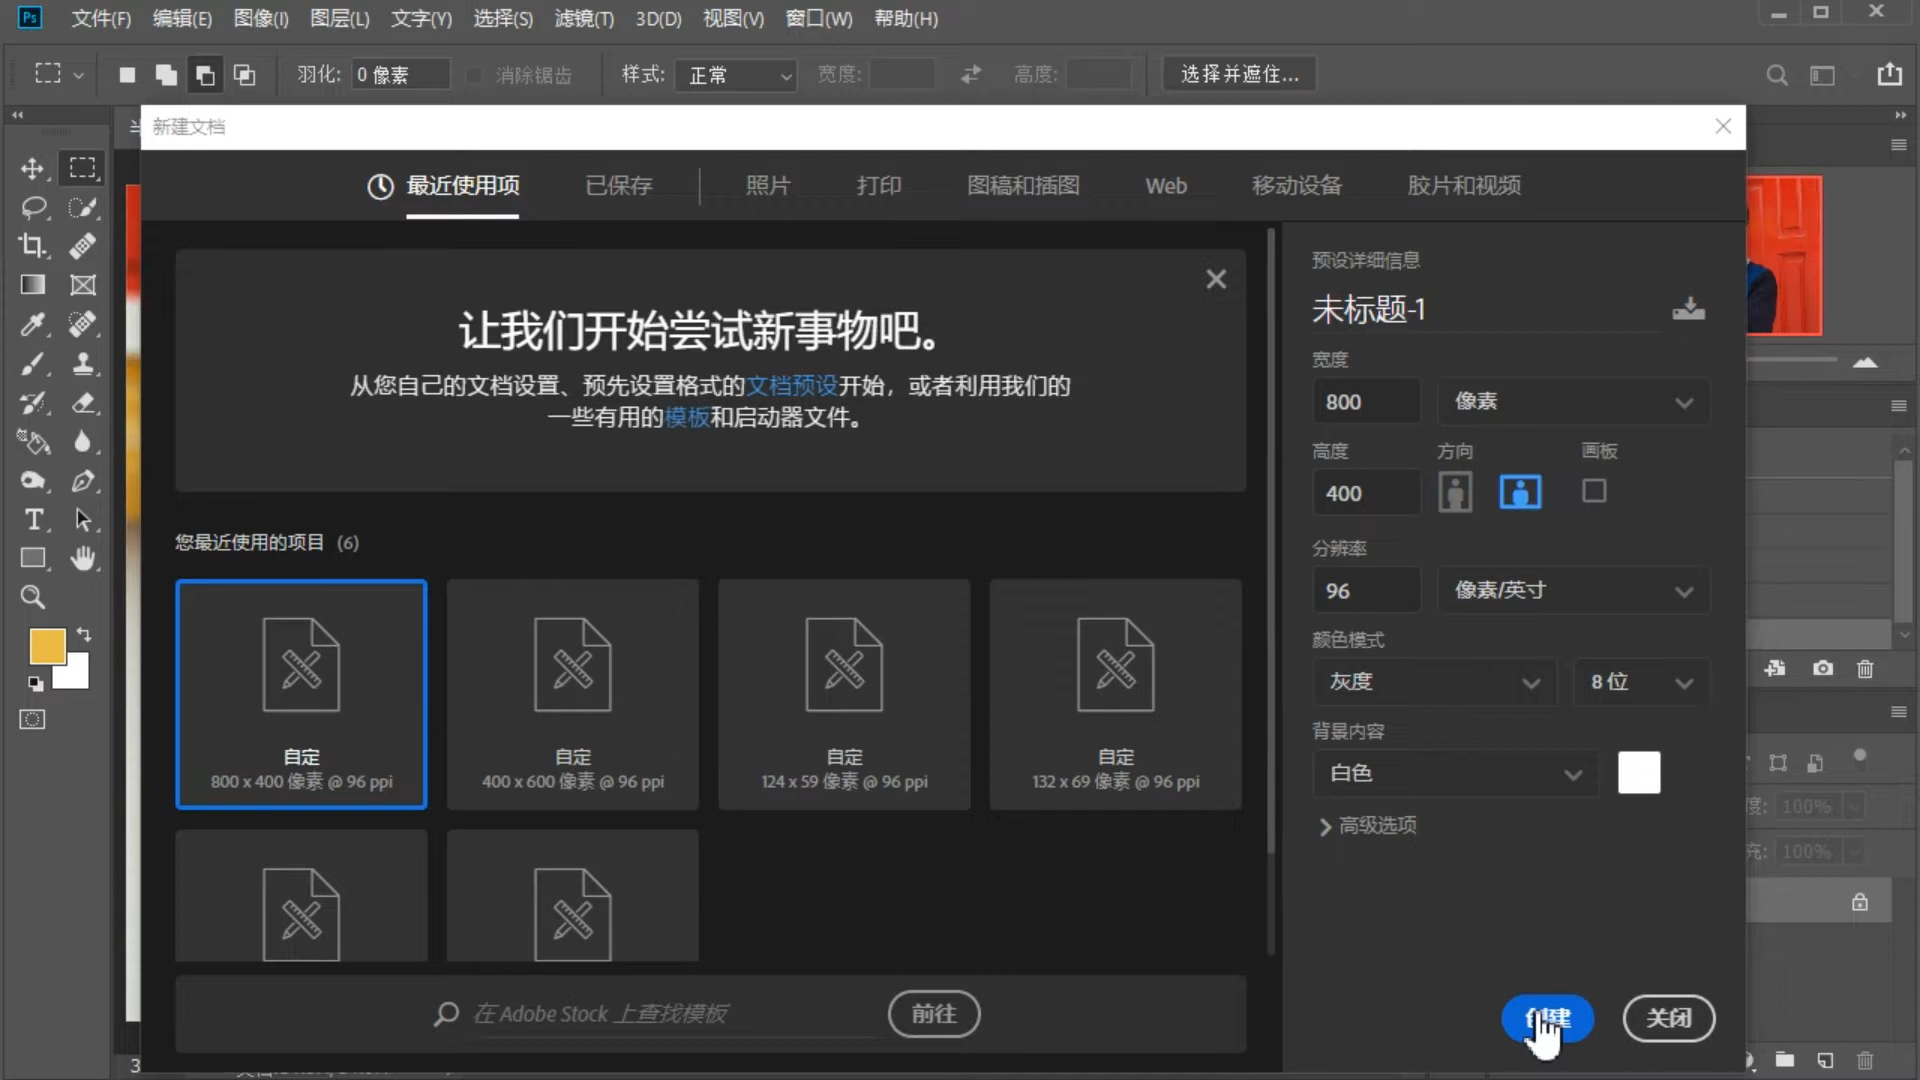 Ps 文件(F) 编辑(E) 图像(I) 图层(L) 文字(Y) 选择(S) 滤镜(T) 3D(D) 视图(V) 窗口(W) 帮助(H)
羽化: 0 像素 消除锯齿 样式: 正常 宽度: 高度: 选择并遮住...
新建文档
最近使用项 已保存 照片 打印 图稿和插图 Web 移动设备 胶片和视频
让我们开始尝试新事物吧。
从您自己的文档设置、预先设置格式的文档预设开始，或者利用我们的
一些有用的模板和启动器文件。
您最近使用的项目 (6)
自定
800 x 400 像素 @ 96 ppi
自定
400 x 600 像素 @ 96 ppi
自定
124 x 59 像素 @ 96 ppi
自定
132 x 69 像素 @ 96 ppi
在 Adobe Stock 上查找模板
前往
预设详细信息
未标题-1
宽度
800 像素
高度 方向 画板
400
分辨率
96 像素/英寸
颜色模式
灰度 8 位
背景内容
白色
高级选项
创建 关闭
度: 100%
充: 100%